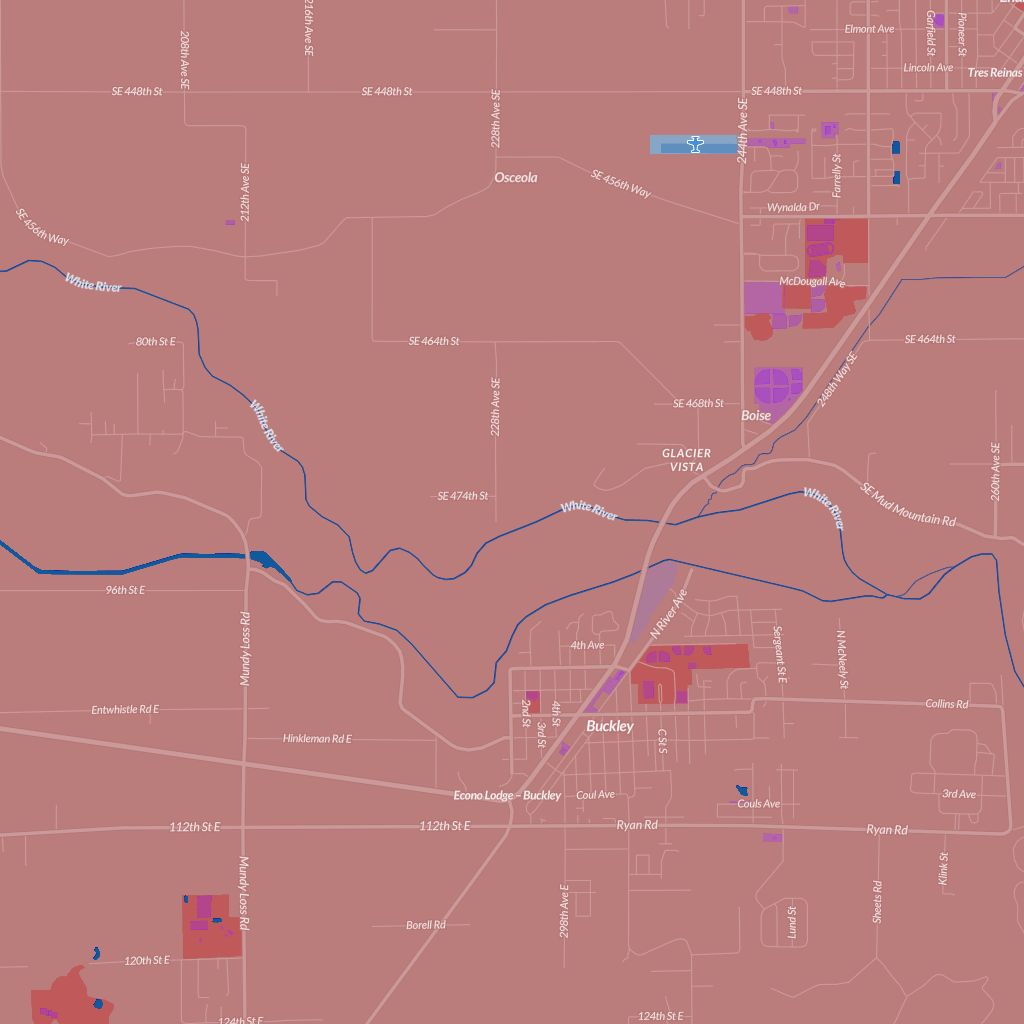 216th Ave SE
208th Ave SE
Elmont Ave
Garfield St
Pioneer St
Lincoln Ave
Tres Reinas
SE 448th St
SE 448th St
SE 448th St
228th Ave SE
244th Ave SE
Osceola
SE 456th Way
Farrelly St
212th Ave SE
Wynalda Dr
SE 456th Way
White River
McDougall Ave
80th St E
SE 464th St
SE 464th St
248th Way SE
228th Ave SE
SE 468th St
Boise
White River
GLACIER
VISTA
260th Ave SE
SE 474th St
White River
White River
SE Mud Mountain Rd
96th St E
N River Ave
Mundy Loss Rd
4th Ave
Sergeant St E
N McNeely St
Entwhistle Rd E
2nd St
3rd St
4th St
Collins Rd
Buckley
C St S
Hinkleman Rd E
Econo Lodge - Buckley
Coul Ave
Couls Ave
3rd Ave
112th St E
112th St E
Ryan Rd
Ryan Rd
Mundy Loss Rd
Klink St
298th Ave E
Sheets Rd
Lund St
Borell Rd
120th St E
124th St E
124th St E